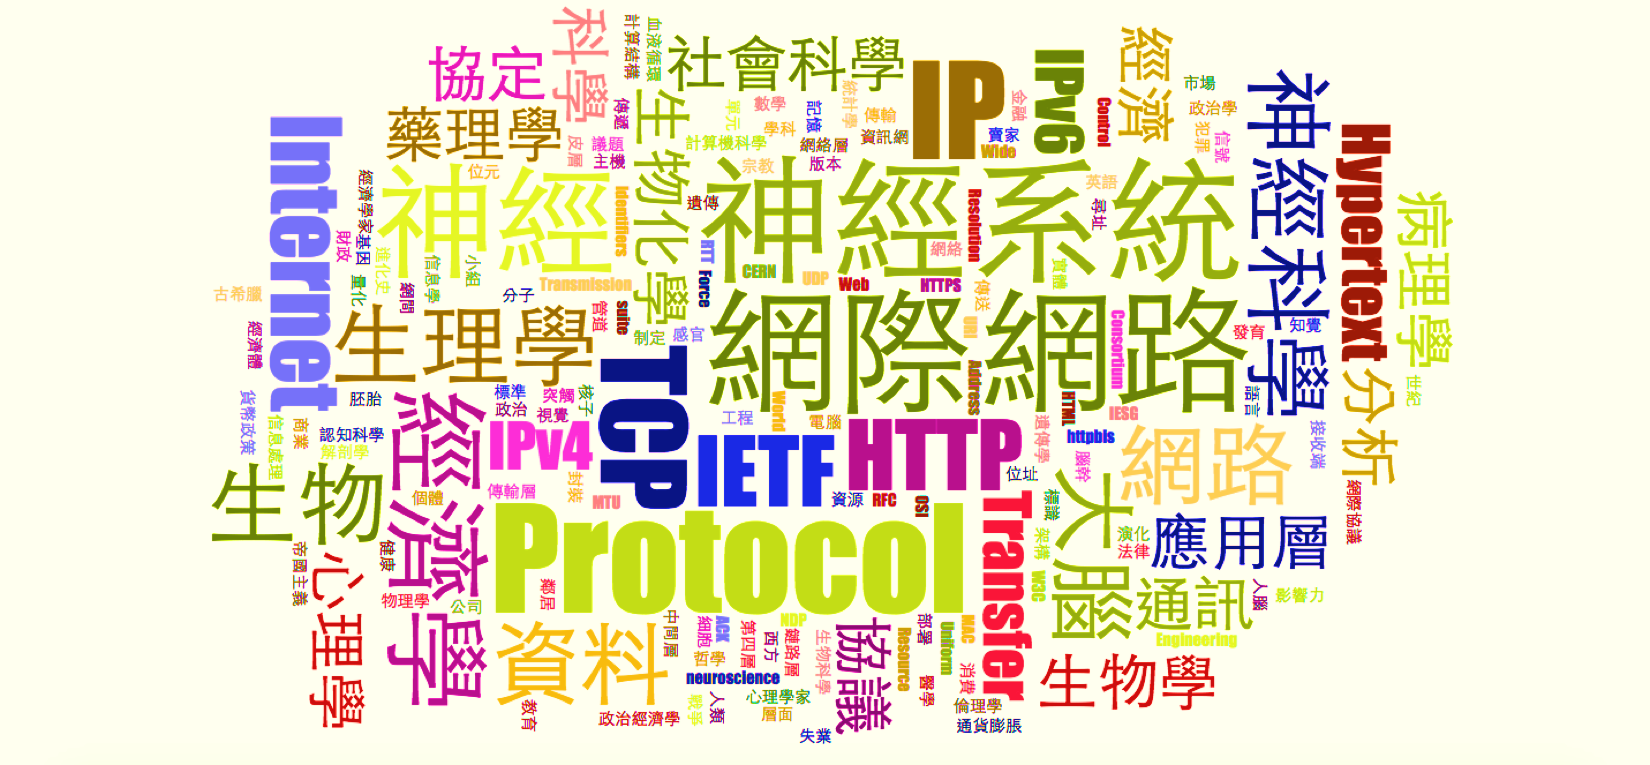 科學
計算結構
血液循環
協定
社會科學
IP
IPv6
經濟
市場
神經科學
Internet
藥理學
皮層
傳遞
議題
主機
生物化學
單元
數學
學科
記憶
統計學
傳輸
資訊網
計算機科學
網絡層
宗教
版本
金融
賣家
Wide
Control
政治學
犯罪
信號
Hypertext
病理學
位元
神經
Identifiers
遺傳
神經系統
英語
尋址
Resolution
網絡
經濟學家
基因
財政
進化史
量化
信息學
小組
網間
分子
Transmission
RTT
Force
CERN
UDP
Web
HTTPS
傳送
實體
古希臘
經濟體
生理學
管道
suite
制定
感官
網際網路
URI
Consortium
發育
知覺
TCP
Address
語言
分析
世紀
貨幣政策
胚胎
經濟學
標準
政治
突觸
視覺
核子
工程
World
電腦
HTML
IESG
httpbis
遺傳學
腦幹
網路
接收端
信息處理
商業
認知科學
解剖學
IPv4
IETF
HTTP
位址
生物
個體
傳輸層
封裝
MTU
資源
RFC
OSI
Transfer
標識
大腦
網際協議
Protocol
架構
演化
法律
應用層
帝國主義
心理學
健康
物理學
公司
鄰居
W3C
通訊
人腦
影響力
Engineering
資料
中間層
細胞
ACK
哲學
第四層
西方
NDP
鏈路層
生物科學
協議
Resource
部署
Uniform
MAC
消費
醫學
倫理學
生物學
neuroscience
戰爭
人類
心理學家
層面
教育
政治經濟學
失業
通貨膨脹